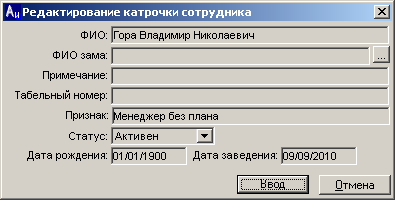 Аи Редактирование катрочки сотрудника
ФИО: Гора Владимир Николаевич
ФИО зама: ...
Примечание:
Табельный номер:
Признак: Менеджер без плана
Статус: Активен
Дата рождения: 01/01/1900 Дата заведения: 09/09/2010
Ввод Отмена